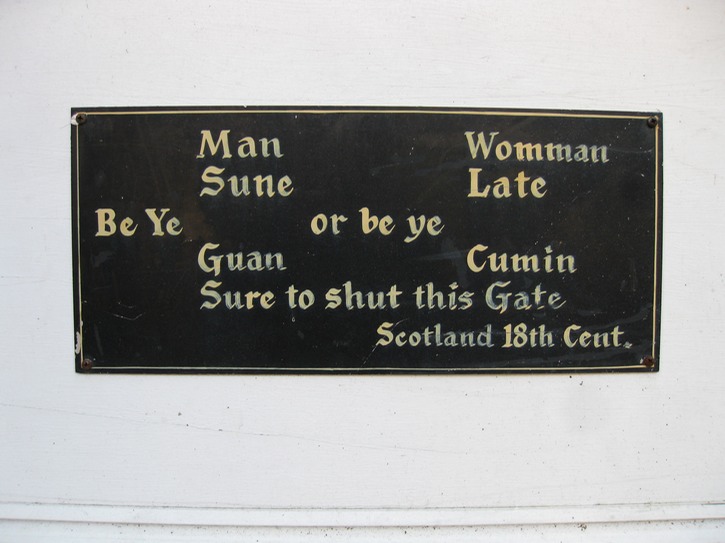 Man Womman
Sune Late
Be Ye or be ye
Guan Cumin
Sure to shut this Gate
Scotland 18th Cent.